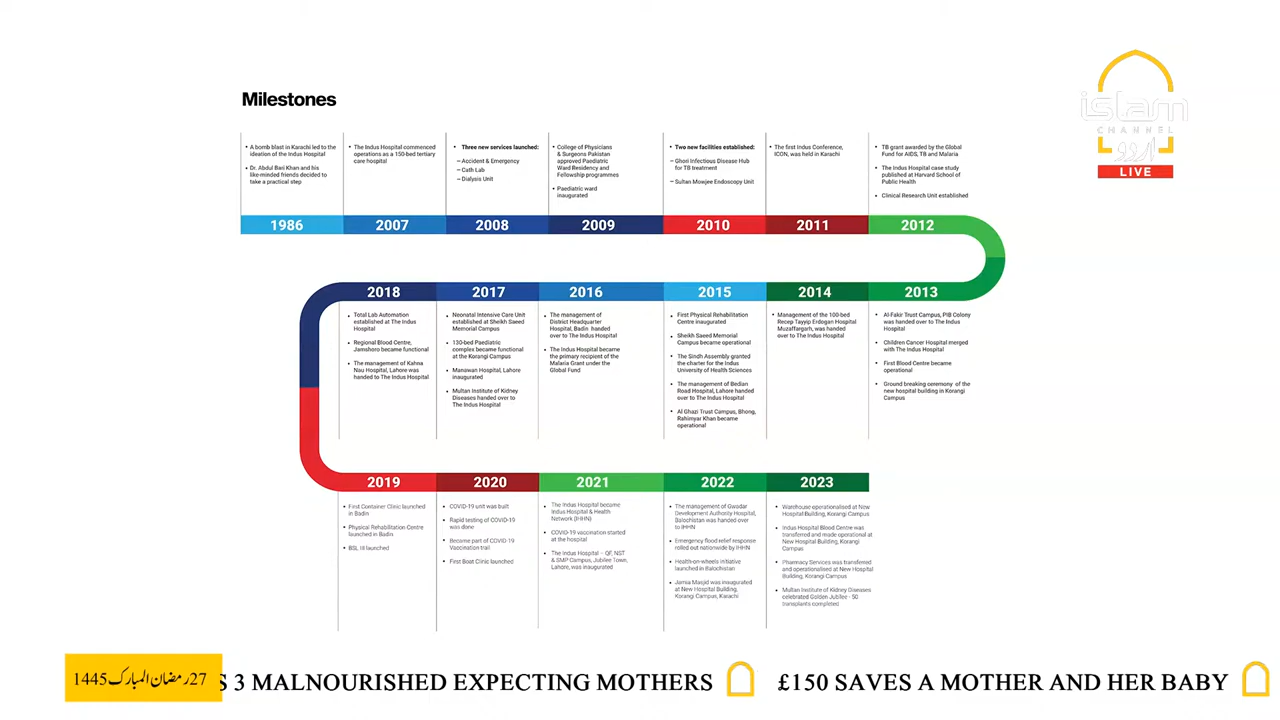 Milestones
• A bomb blast in Karachi led to the
ideation of the Indus Hospital
• Dr. Abdul Bari Khan and his
like-minded friends decided to
take a practical step
• The Indus Hospital commenced
operations as a 150-bed tertiary
care hospital
• Three new services launched:
– Accident & Emergency
– Cath Lab
– Dialysis Unit
• College of Physicians
& Surgeons Pakistan
approved Paediatric
Ward Residency and
Fellowship programmes
• Paediatric ward
inaugurated
Two new facilities established:
– Ghori Infectious Disease Hub
for TB treatment
– Sultan Mowjee Endoscopy Unit
• The first Indus Conference,
ICON, was held in Karachi
• TB grant awarded by the Global
Fund for AIDS, TB and Malaria
• The Indus Hospital case study
published at Harvard School of
Public Health
• Clinical Research Unit established
1986 2007 2008 2009 2010 2011 2012
2018 2017 2016 2015 2014 2013
• Total Lab Automation
established at The Indus
Hospital
• Regional Blood Centre,
Jamshoro became functional
• The management of Kahna
Nau Hospital, Lahore was
handed to The Indus Hospital
• Neonatal Intensive Care Unit
established at Sheikh Saeed
Memorial Campus
• 130-bed Paediatric
complex became functional
at the Korangi Campus
• Manawan Hospital, Lahore
inaugurated
• Multan Institute of Kidney
Diseases handed over to
The Indus Hospital
• The management of
District Headquarter
Hospital, Badin handed
over to The Indus Hospital
• The Indus Hospital became
the primary recipient of the
Malaria Grant under the
Global Fund
• First Physical Rehabilitation
Centre inaugurated
• Sheikh Saeed Memorial
Campus became operational
• The Sindh Assembly granted
the charter for the Indus
University of Health Sciences
• The management of Bedian
Road Hospital, Lahore handed
over to The Indus Hospital
• Al Ghazi Trust Campus, Bhong,
Rahimyar Khan became
operational
• Management of the 100-bed
Recep Tayyip Erdogan Hospital
Muzaffargarh, was handed
over to The Indus Hospital
• Al-Fakir Trust Campus, PIB Colony
was handed over to The Indus
Hospital
• Children Cancer Hospital merged
with The Indus Hospital
• First Blood Centre became
operational
• Ground breaking ceremony of the
new hospital building in Korangi
Campus
2019 2020 2021 2022 2023
• First Container Clinic launched
in Badin
• Physical Rehabilitation Centre
launched in Badin
• BSL III launched
• COVID-19 unit was built
• Rapid testing of COVID-19
was done
• Became part of COVID-19
Vaccination trail
• First Boat Clinic launched
• The Indus Hospital became
Indus Hospital & Health
Network (IHHN)
• COVID-19 vaccination started
at the hospital
• The Indus Hospital – QF, NST
& SMP Campus, Jubilee Town,
Lahore, was inaugurated
• The management of Gwadar
Development Authority Hospital,
Balochistan was handed over
to IHHN
• Emergency flood relief response
rolled out nationwide by IHHN
• Health-on-wheels initiative
launched in Balochistan
• Jamia Masjid was inaugurated
at New Hospital Building,
Korangi Campus, Karachi
• Warehouse operationalised at New
Hospital Building, Korangi Campus
• Indus Hospital Blood Centre was
transferred and made operational at
New Hospital Building, Korangi
Campus
• Pharmacy Services was transferred
and operationalised at New Hospital
Building, Korangi Campus
• Multan Institute of Kidney Diseases
celebrated Golden Jubilee - 50
transplants completed
islam
CHANNEL
اردو
LIVE
27 رمضان المبارک 1445
S 3 MALNOURISHED EXPECTING MOTHERS £150 SAVES A MOTHER AND HER BABY